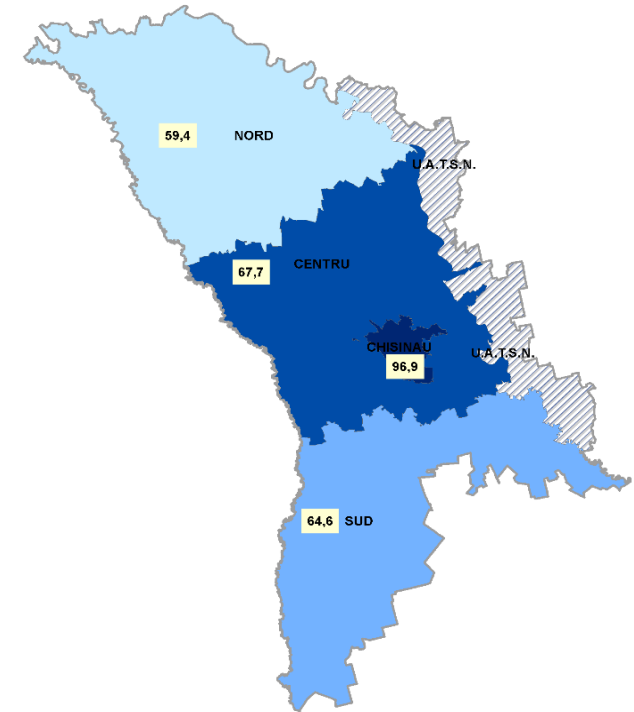 59,4 NORD
U.A.T.S.N.
CENTRU
67,7
CHISINAU
U.A.T.S.N.
96,9
64,6 SUD